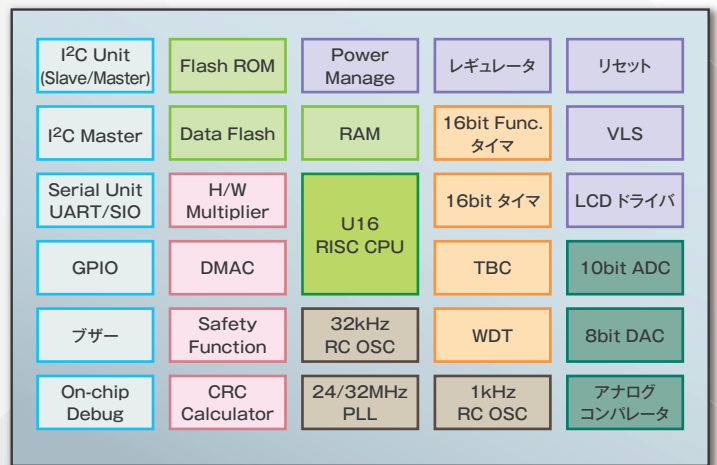 I²C Unit
(Slave/Master)
Flash ROM
Power
Manage
レギュレータ
リセット
I²C Master
Data Flash
RAM
16bit Func.
タイマ
VLS
Serial Unit
UART/SIO
H/W
Multiplier
U16
RISC CPU
16bit タイマ
LCD ドライバ
GPIO
DMAC
TBC
10bit ADC
ブザー
Safety
Function
32kHz
RC OSC
WDT
8bit DAC
On-chip
Debug
CRC
Calculator
24/32MHz
PLL
1kHz
RC OSC
アナログ
コンパレータ